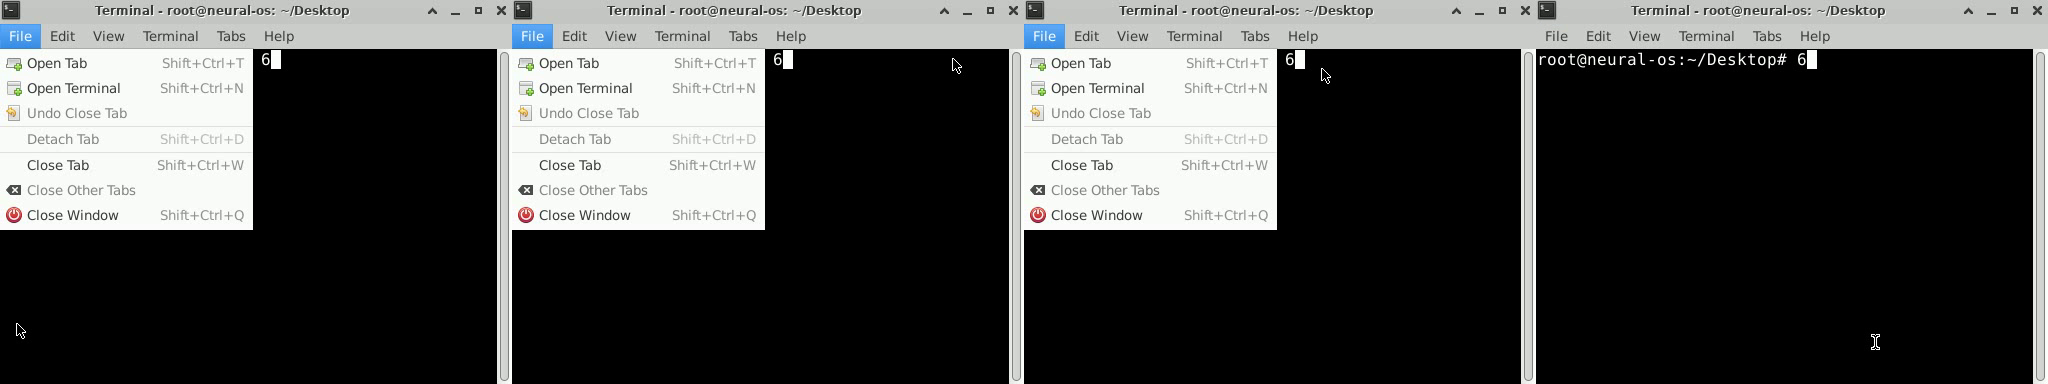 Terminal - root@neural-os: ~/Desktop
File Edit View Terminal Tabs Help
6
Open Tab Shift+Ctrl+T
Open Terminal Shift+Ctrl+N
Undo Close Tab
Detach Tab Shift+Ctrl+D
Close Tab Shift+Ctrl+W
Close Other Tabs
Close Window Shift+Ctrl+Q
Terminal - root@neural-os: ~/Desktop
File Edit View Terminal Tabs Help
6
Open Tab Shift+Ctrl+T
Open Terminal Shift+Ctrl+N
Undo Close Tab
Detach Tab Shift+Ctrl+D
Close Tab Shift+Ctrl+W
Close Other Tabs
Close Window Shift+Ctrl+Q
Terminal - root@neural-os: ~/Desktop
File Edit View Terminal Tabs Help
6
Open Tab Shift+Ctrl+T
Open Terminal Shift+Ctrl+N
Undo Close Tab
Detach Tab Shift+Ctrl+D
Close Tab Shift+Ctrl+W
Close Other Tabs
Close Window Shift+Ctrl+Q
Terminal - root@neural-os: ~/Desktop
File Edit View Terminal Tabs Help
root@neural-os:~/Desktop# 6